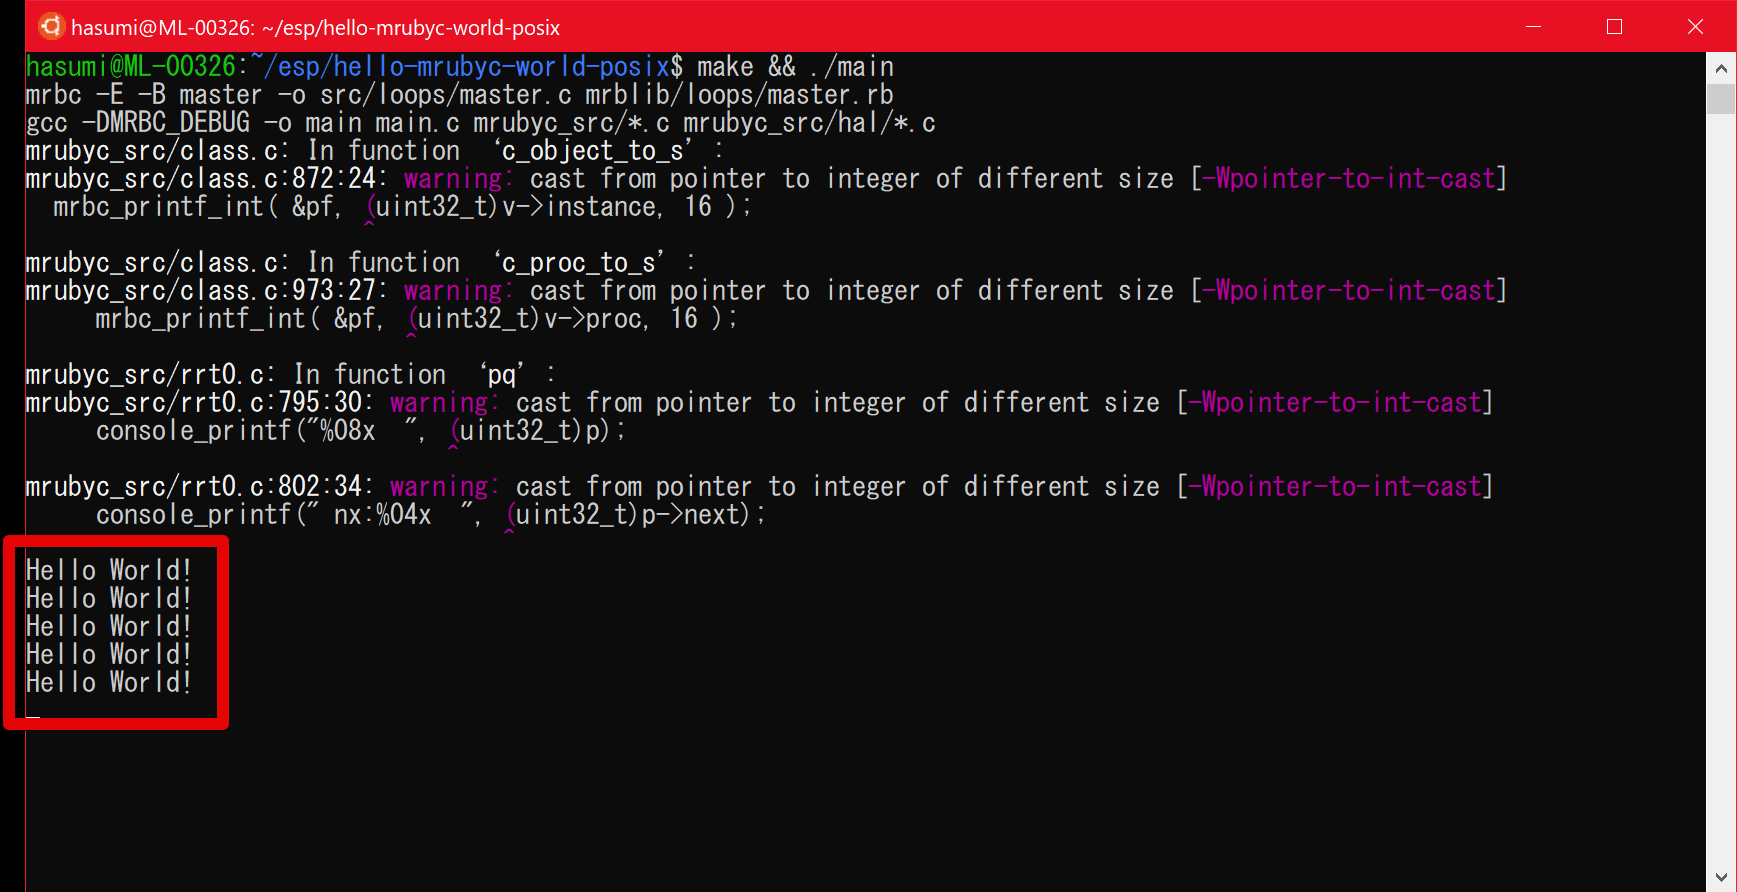 hasumi@ML-00326: ~/esp/hello-mrubyc-world-posix
hasumi@ML-00326:~/esp/hello-mrubyc-world-posix$ make && ./main
mrbc -E -B master -o src/loops/master.c mrblib/loops/master.rb
gcc -DMRBC_DEBUG -o main main.c mrubyc_src/*.c mrubyc_src/hal/*.c
mrubyc_src/class.c: In function ‘c_object_to_s’:
mrubyc_src/class.c:872:24: warning: cast from pointer to integer of different size [-Wpointer-to-int-cast]
mrbc_printf_int( &pf, (uint32_t)v->instance, 16 );
^
mrubyc_src/class.c: In function ‘c_proc_to_s’:
mrubyc_src/class.c:973:27: warning: cast from pointer to integer of different size [-Wpointer-to-int-cast]
mrbc_printf_int( &pf, (uint32_t)v->proc, 16 );
^
mrubyc_src/rrt0.c: In function ‘pq’:
mrubyc_src/rrt0.c:795:30: warning: cast from pointer to integer of different size [-Wpointer-to-int-cast]
console_printf("%08x  ", (uint32_t)p);
^
mrubyc_src/rrt0.c:802:34: warning: cast from pointer to integer of different size [-Wpointer-to-int-cast]
console_printf(" nx:%04x  ", (uint32_t)p->next);
^
Hello World!
Hello World!
Hello World!
Hello World!
Hello World!